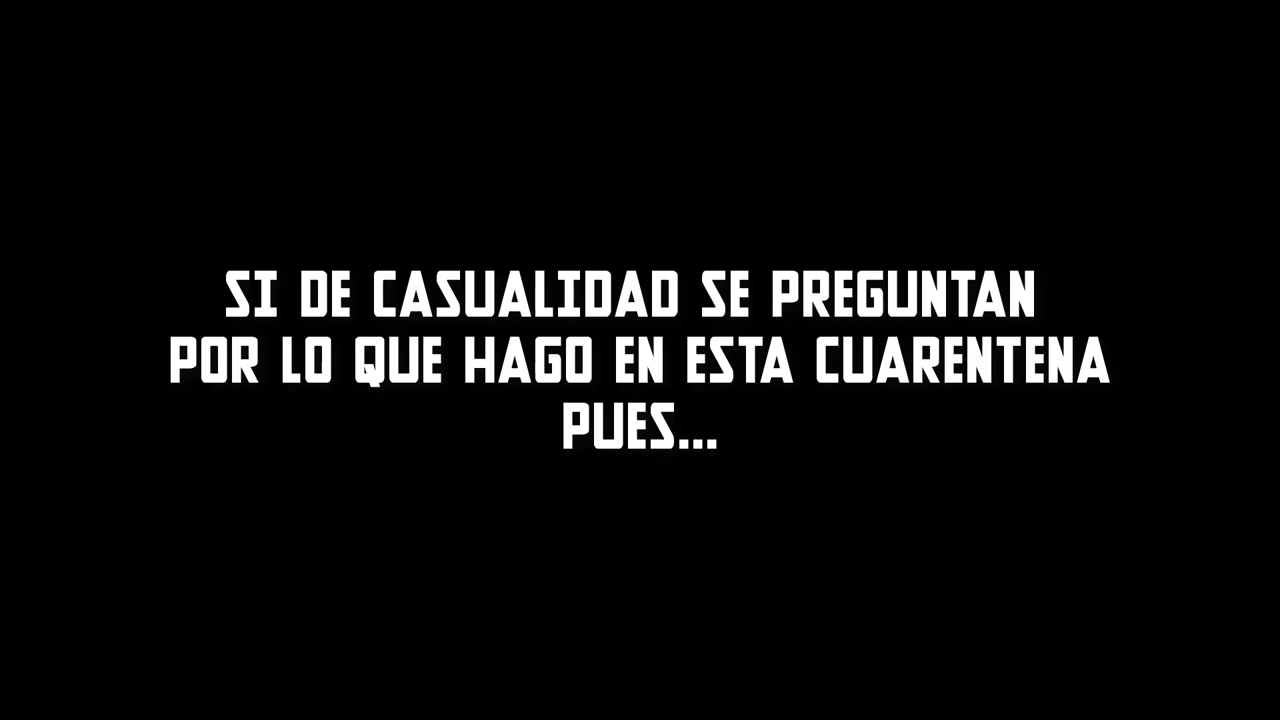 SI DE CASUALIDAD SE PREGUNTAN
POR LO QUE HAGO EN ESTA CUARENTENA
PUES...